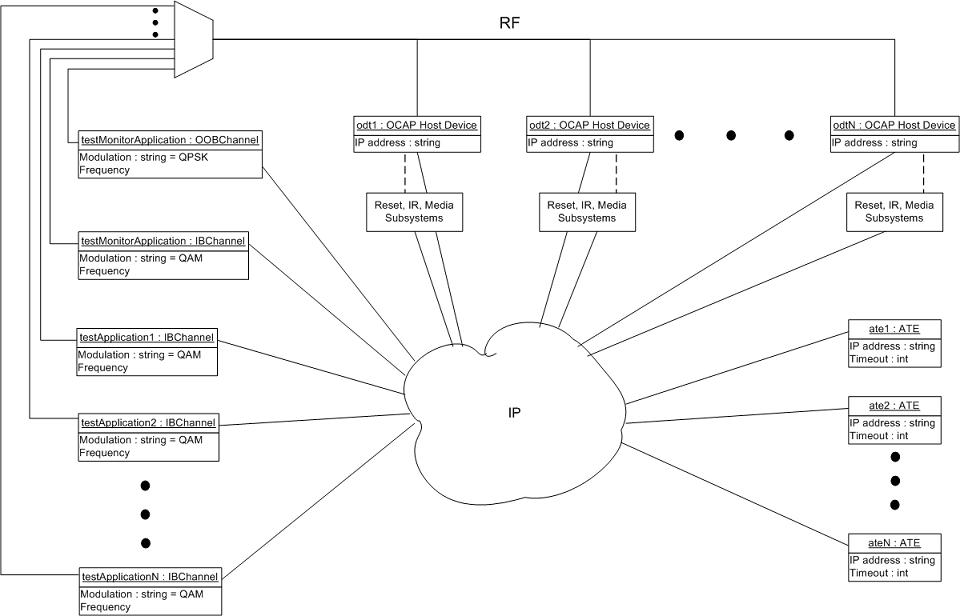 RF
odt1 : OCAP Host Device
IP address : string
odt2 : OCAP Host Device
IP address : string
odtN : OCAP Host Device
IP address : string
testMonitorApplication : OOBChannel
Modulation : string = QPSK
Frequency
Reset, IR, Media
Subsystems
Reset, IR, Media
Subsystems
Reset, IR, Media
Subsystems
testMonitorApplication : IBChannel
Modulation : string = QAM
Frequency
testApplication1 : IBChannel
Modulation : string = QAM
Frequency
testApplication2 : IBChannel
Modulation : string = QAM
Frequency
testApplicationN : IBChannel
Modulation : string = QAM
Frequency
IP
ate1 : ATE
IP address : string
Timeout : int
ate2 : ATE
IP address : string
Timeout : int
ateN : ATE
IP address : string
Timeout : int